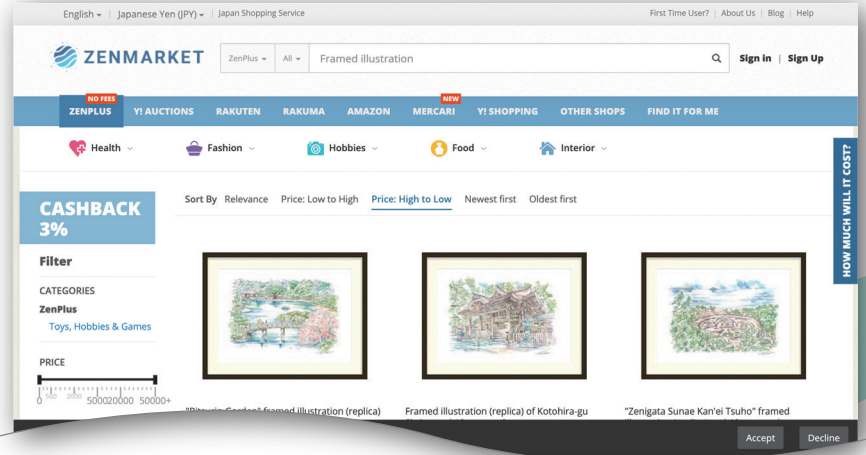 English Japanese Yen (JPY) Japan Shopping Service First Time User? | About Us | Blog | Help
ZENMARKET ZenPlus All Framed illustration Sign in | Sign Up
NO FEES NEW
ZENPLUS Y! AUCTIONS RAKUTEN RAKUMA AMAZON MERCARI Y! SHOPPING OTHER SHOPS FIND IT FOR ME
Health Fashion Hobbies Food Interior
HOW MUCH WILL IT COST?
CASHBACK
3%
Sort By Relevance Price: Low to High Price: High to Low Newest first Oldest first
Filter
CATEGORIES
ZenPlus
Toys, Hobbies & Games
PRICE
0 500 2000 5000 20000 50000+
Garden" framed illustration (replica) Framed illustration (replica) of Kotohira-gu "Zenigata Sunae Kan'ei Tsuho" framed
Accept Decline